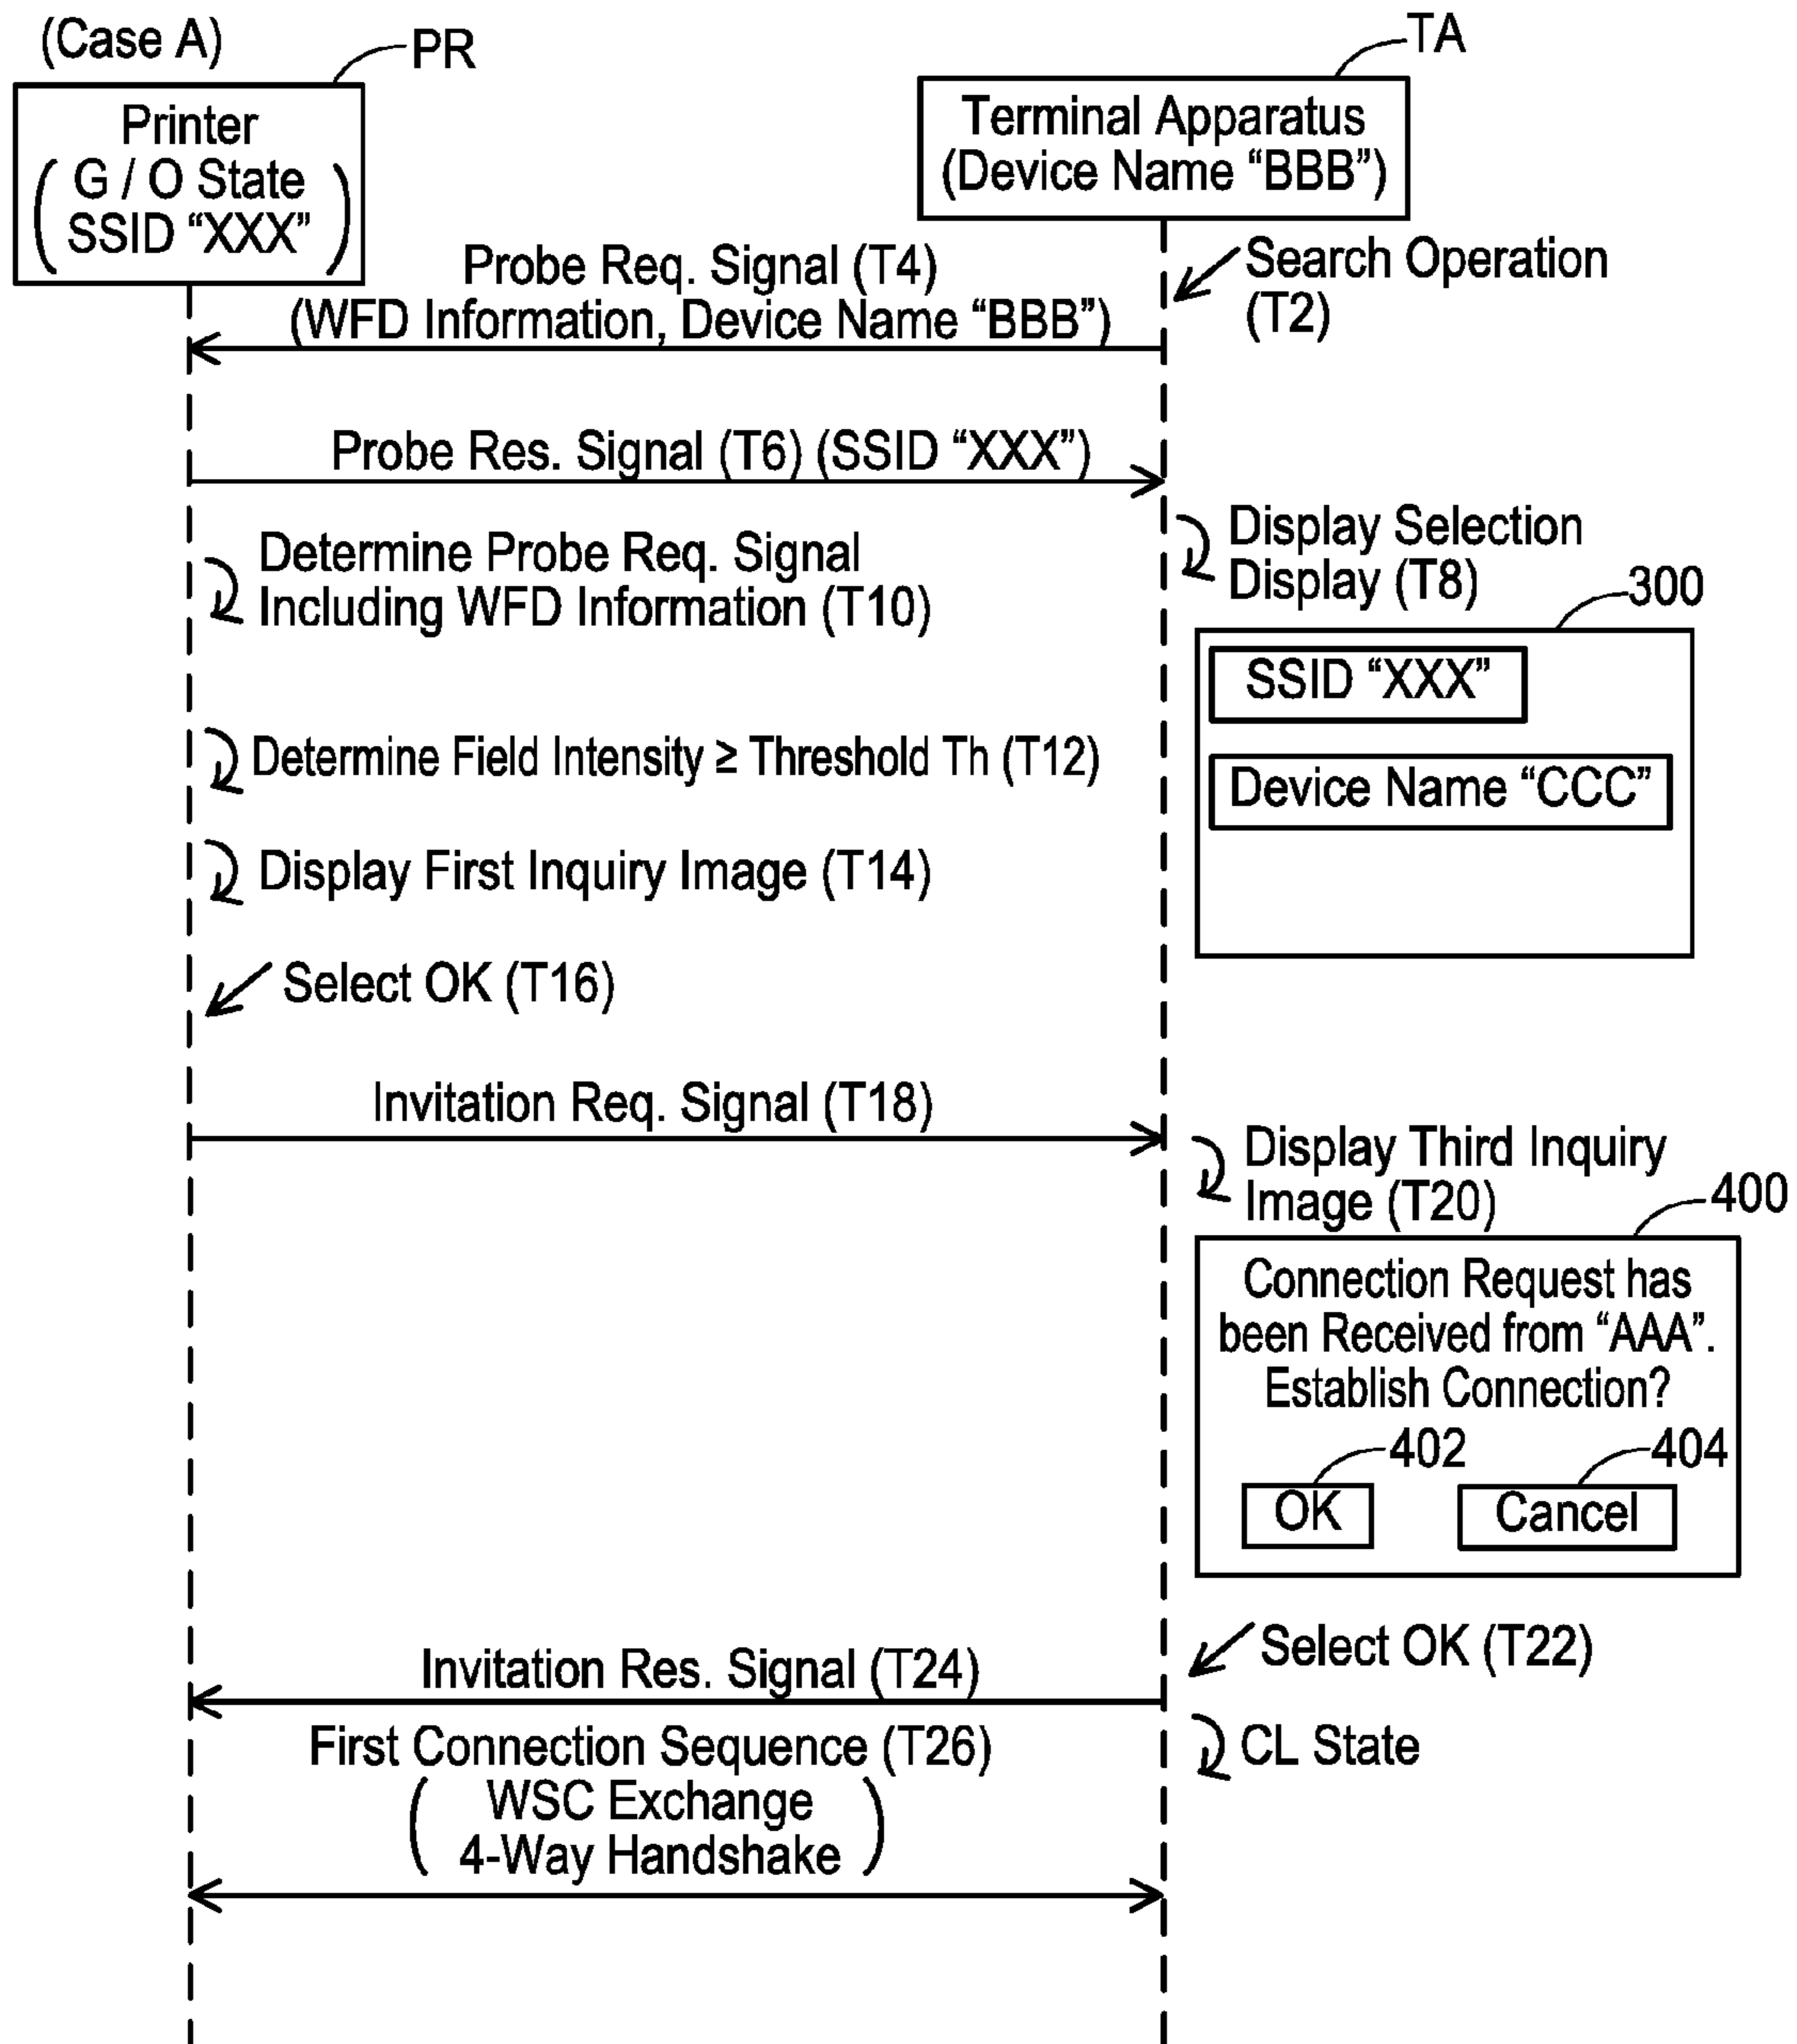 (Case A)
PR
TA
Printer
G / O State
SSID “XXX”
Terminal Apparatus
(Device Name “BBB”)
Search Operation
(T2)
Probe Req. Signal (T4)
(WFD Information, Device Name “BBB”)
Probe Res. Signal (T6) (SSID “XXX”)
Display Selection
Display (T8)
300
SSID “XXX”
Device Name “CCC”
Determine Probe Req. Signal
Including WFD Information (T10)
Determine Field Intensity ≥ Threshold Th (T12)
Display First Inquiry Image (T14)
Select OK (T16)
Invitation Req. Signal (T18)
Display Third Inquiry
Image (T20)
400
Connection Request has
been Received from “AAA”.
Establish Connection?
402
404
OK
Cancel
Select OK (T22)
Invitation Res. Signal (T24)
CL State
First Connection Sequence (T26)
WSC Exchange
4-Way Handshake